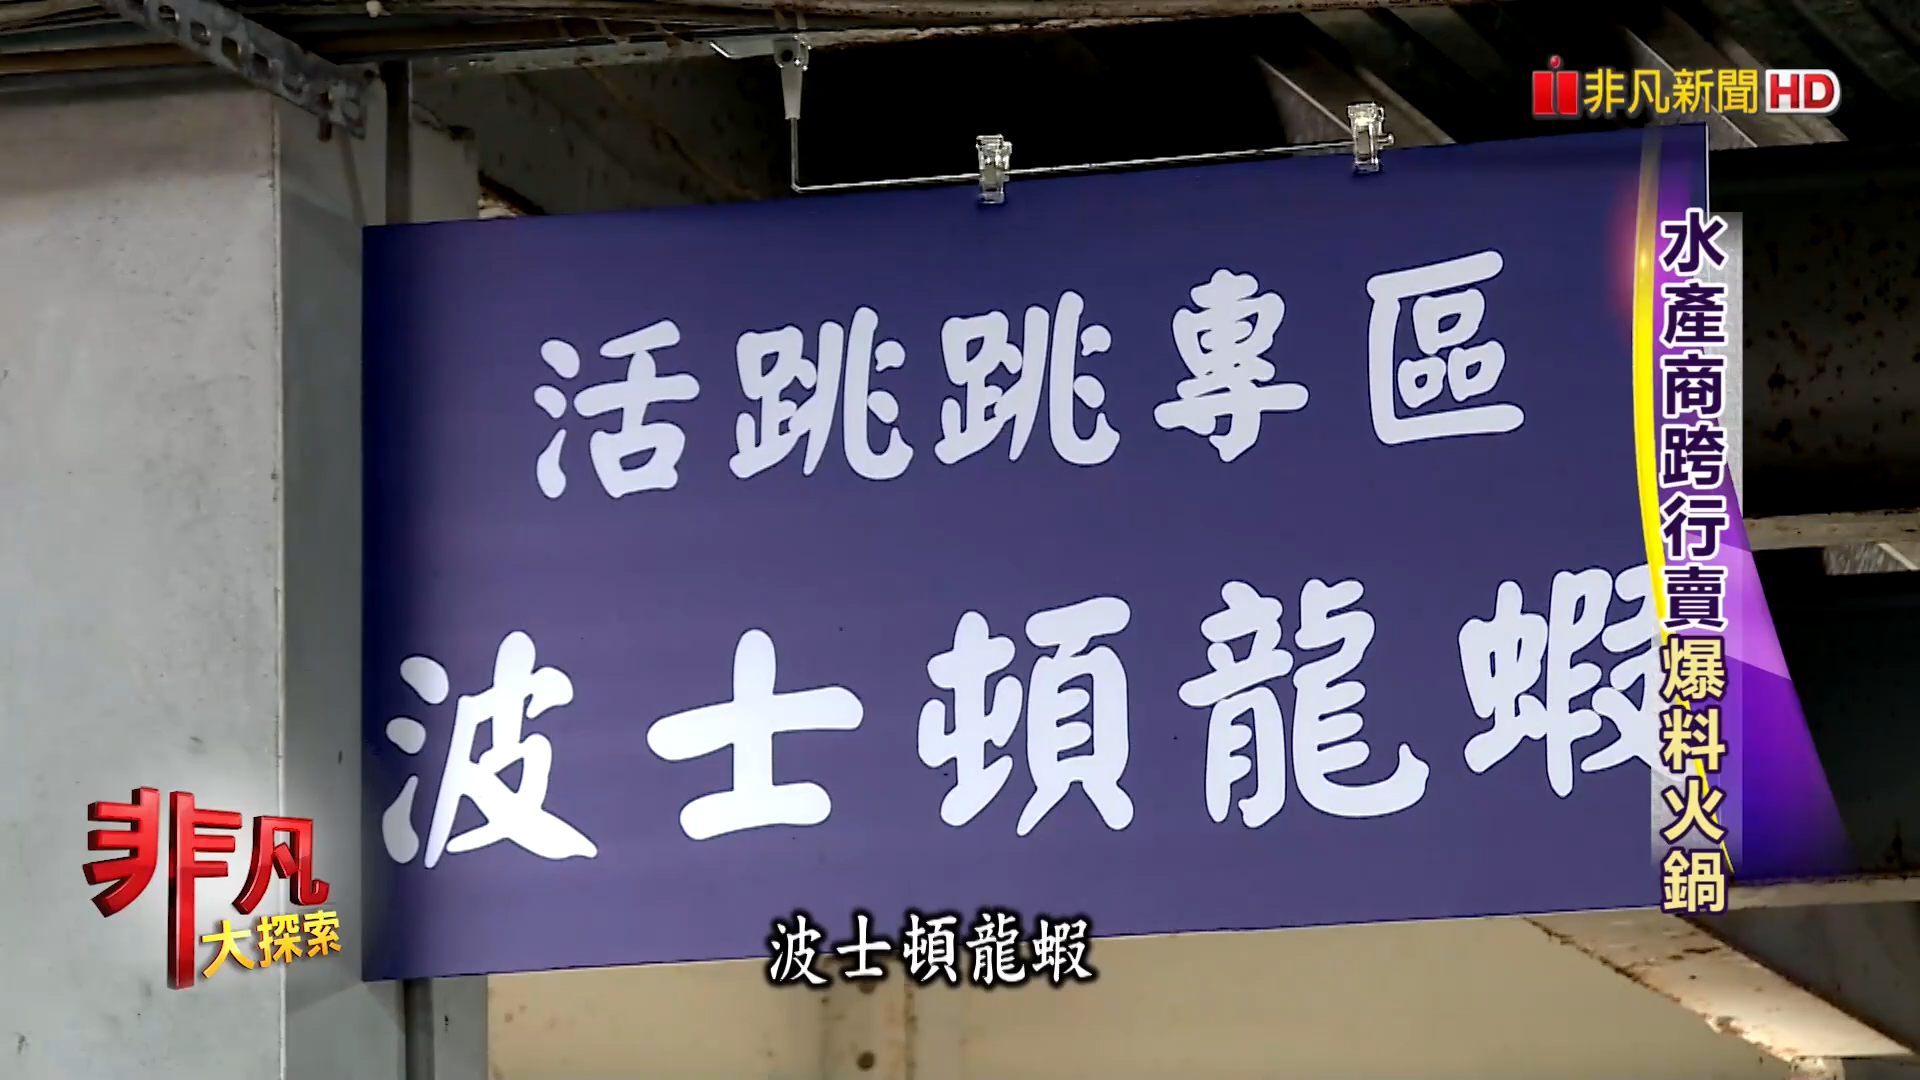 非凡新聞HD
活跳跳專區
波士頓龍蝦
水產商跨行賣爆料火鍋
非凡
大探索
波士頓龍蝦